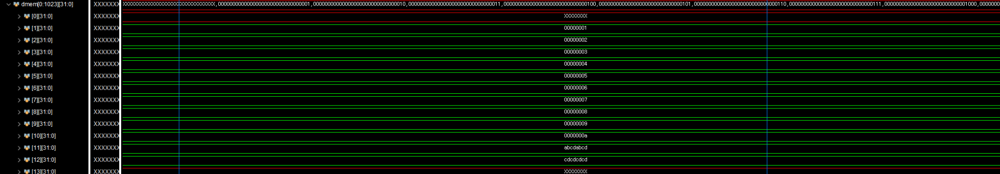 dmem[0:1023][31:0] XXXXXXX XXXXXXXXXXXXXXXXXXXXXXXXXXXXXXXX,00000000000000000000000000000001,00000000000000000000000000000010,00000000000000000000000000000011,00000000000000000000000000000100,00000000000000000000000000000101,00000000000000000000000000000110,00000000000000000000000000000111,00000000000000000000000000001000,0000000
[0][31:0] XXXXXXX XXXXXXXX
[1][31:0] XXXXXXX 00000001
[2][31:0] XXXXXXX 00000002
[3][31:0] XXXXXXX 00000003
[4][31:0] XXXXXXX 00000004
[5][31:0] XXXXXXX 00000005
[6][31:0] XXXXXXX 00000006
[7][31:0] XXXXXXX 00000007
[8][31:0] XXXXXXX 00000008
[9][31:0] XXXXXXX 00000009
[10][31:0] XXXXXXX 0000000a
[11][31:0] XXXXXXX abcdabcd
[12][31:0] XXXXXXX cdcdcdcd
[13][31:0] XXXXXXX XXXXXXXX